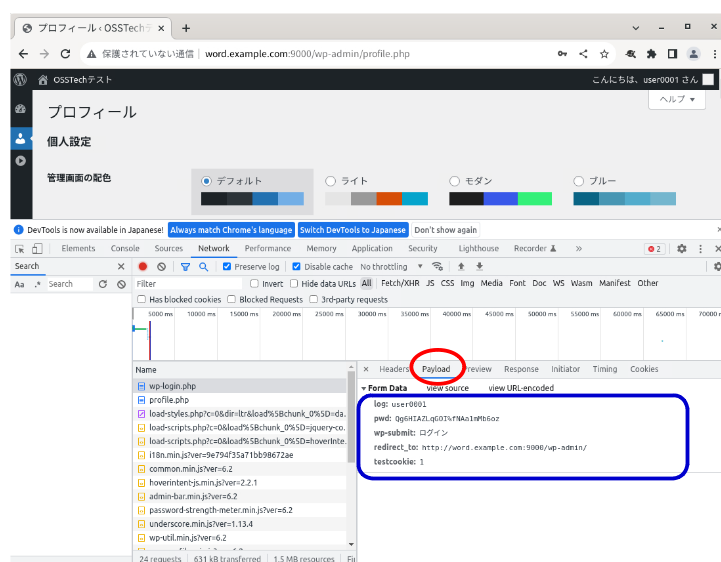 プロフィール ‹ OSSTechテ
保護されていない通信 | word.example.com:9000/wp-admin/profile.php
OSSTechテスト
こんにちは、user0001 さん
ヘルプ ▼
プロフィール
個人設定
管理画面の配色
デフォルト ライト モダン ブルー
DevTools is now available in Japanese! Always match Chrome's language Switch DevTools to Japanese Don't show again
Elements Console Sources Network Performance Memory Application Security Lighthouse Recorder » 2
Search
Preserve log Disable cache No throttling
Aa .* Search
Filter Invert Hide data URLs All Fetch/XHR JS CSS Img Media Font Doc WS Wasm Manifest Other
Has blocked cookies Blocked Requests 3rd-party requests
5000 ms 10000 ms 15000 ms 20000 ms 25000 ms 30000 ms 35000 ms 40000 ms 45000 ms 50000 ms 55000 ms 60000 ms 65000 ms 70000
Name
× Headers Payload Preview Response Initiator Timing Cookies
wp-login.php
profile.php
load-styles.php?c=0&dir=ltr&load%5Bchunk_0%5D=da..
load-scripts.php?c=0&load%5Bchunk_0%5D=jquery-co..
load-scripts.php?c=0&load%5Bchunk_0%5D=hoverInte..
i18n.min.js?ver=9e794f35a71bb98672ae
common.min.js?ver=6.2
hoverintent-js.min.js?ver=2.2.1
admin-bar.min.js?ver=6.2
password-strength-meter.min.js?ver=6.2
underscore.min.js?ver=1.13.4
wp-util.min.js?ver=6.2
24 requests 631 kB transferred 1.5 MB resources
▼Form Data view source view URL-encoded
log: user0001
pwd: Qg6HIAZLqGOI%fNAa1mMb6oz
wp-submit: ログイン
redirect_to: http://word.example.com:9000/wp-admin/
testcookie: 1